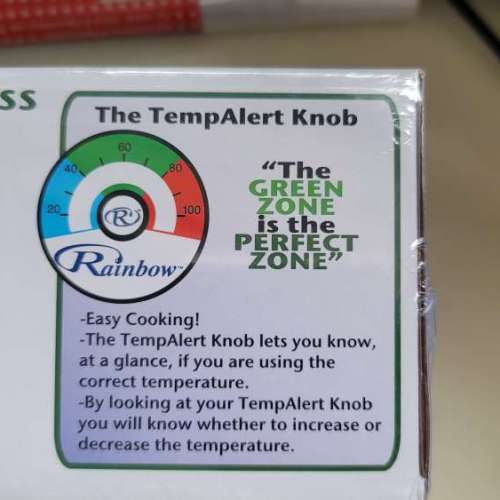 SS
The TempAlert Knob
60
40
80
20
100
R
Rainbow™
“The
GREEN
ZONE
is the
PERFECT
ZONE”
-Easy Cooking!
-The TempAlert Knob lets you know,
at a glance, if you are using the
correct temperature.
-By looking at your TempAlert Knob
you will know whether to increase or
decrease the temperature.